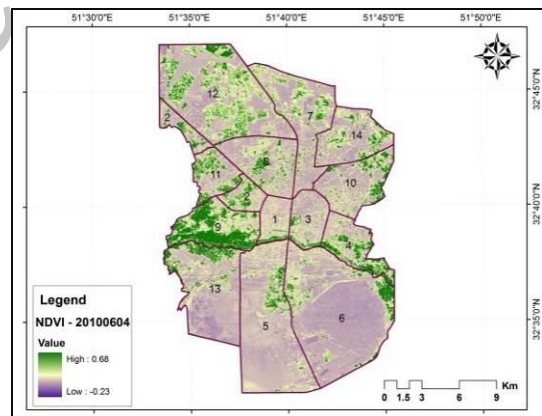 51°30'0"E 51°35'0"E 51°40'0"E 51°45'0"E 51°50'0"E
32°45'0"N
32°40'0"N
32°35'0"N
12
7
14
2
8
11
10
2
1
3
9
4
13
5
6
Legend
NDVI - 20100604
Value
High : 0.68
Low : -0.23
0 1.5 3 6 9
Km